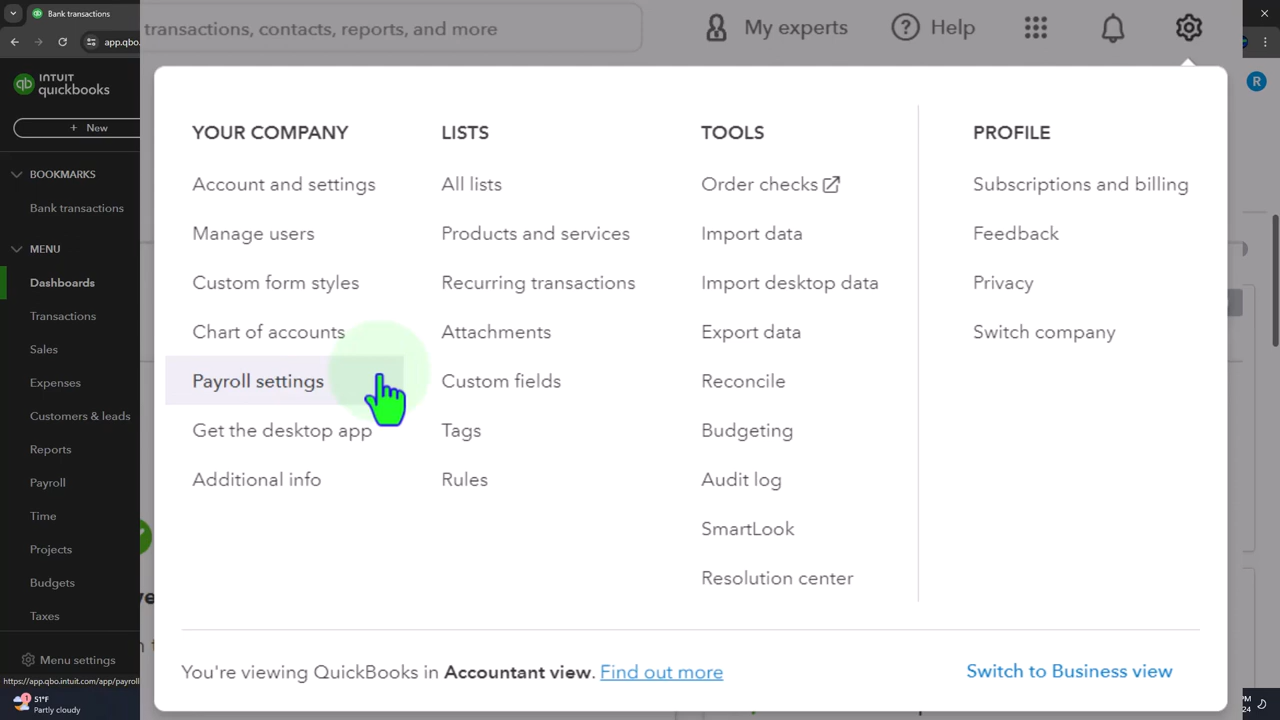 Bank transactions
app.qbo.
transactions, contacts, reports, and more
My experts
Help
INTUIT
quickbooks
R
+ New
BOOKMARKS
Bank transactions
MENU
Dashboards
Transactions
Sales
Expenses
Customers & leads
Reports
Payroll
Time
Projects
Budgets
Taxes
Menu settings
https://app.qbo.intuit.com/app/payroll
51°F
Partly cloudy
YOUR COMPANY
Account and settings
Manage users
Custom form styles
Chart of accounts
Payroll settings
Get the desktop app
Additional info
LISTS
All lists
Products and services
Recurring transactions
Attachments
Custom fields
Tags
Rules
TOOLS
Order checks
Import data
Import desktop data
Export data
Reconcile
Budgeting
Audit log
SmartLook
Resolution center
PROFILE
Subscriptions and billing
Feedback
Privacy
Switch company
You're viewing QuickBooks in Accountant view. Find out more
Switch to Business view
PM
24